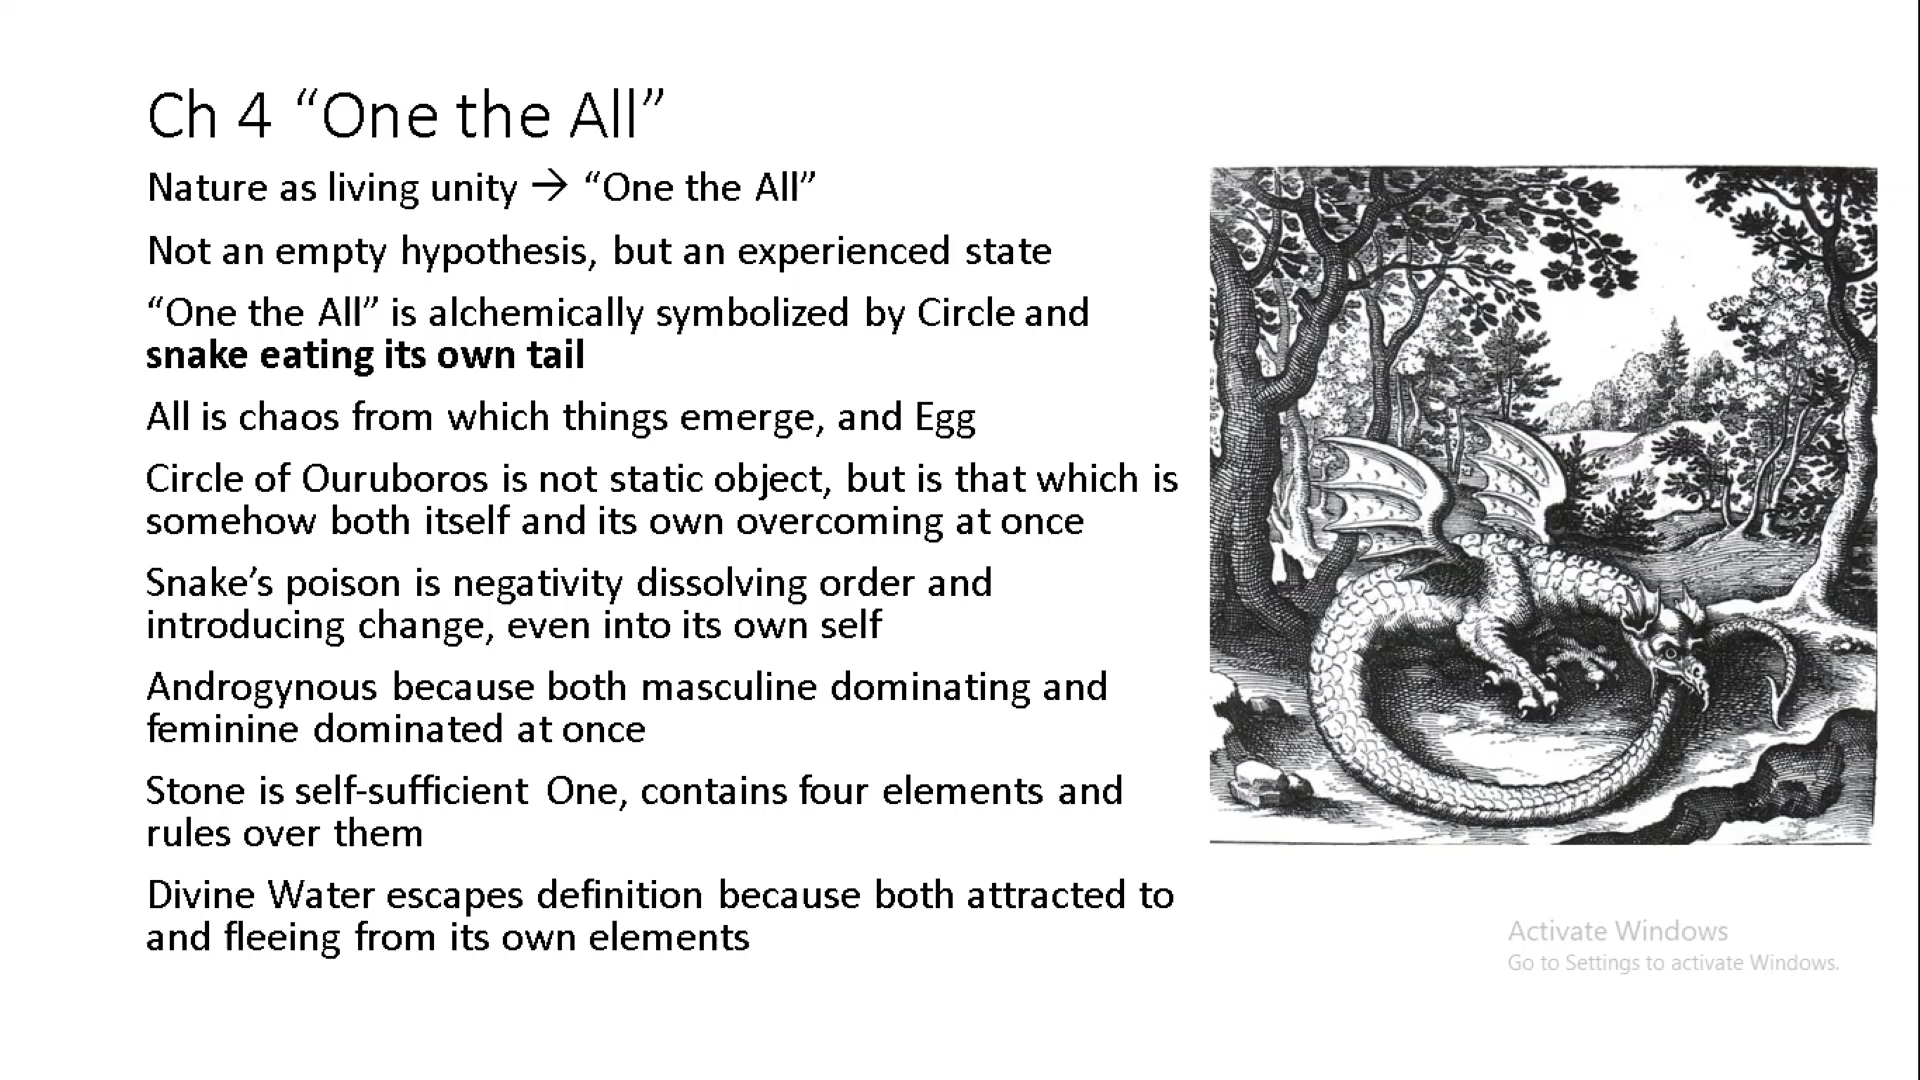 Ch 4 “One the All”
Nature as living unity → “One the All”
Not an empty hypothesis, but an experienced state
“One the All” is alchemically symbolized by Circle and
snake eating its own tail
All is chaos from which things emerge, and Egg
Circle of Ouruboros is not static object, but is that which is
somehow both itself and its own overcoming at once
Snake’s poison is negativity dissolving order and
introducing change, even into its own self
Androgynous because both masculine dominating and
feminine dominated at once
Stone is self-sufficient One, contains four elements and
rules over them
Divine Water escapes definition because both attracted to
and fleeing from its own elements
Activate Windows
Go to Settings to activate Windows.